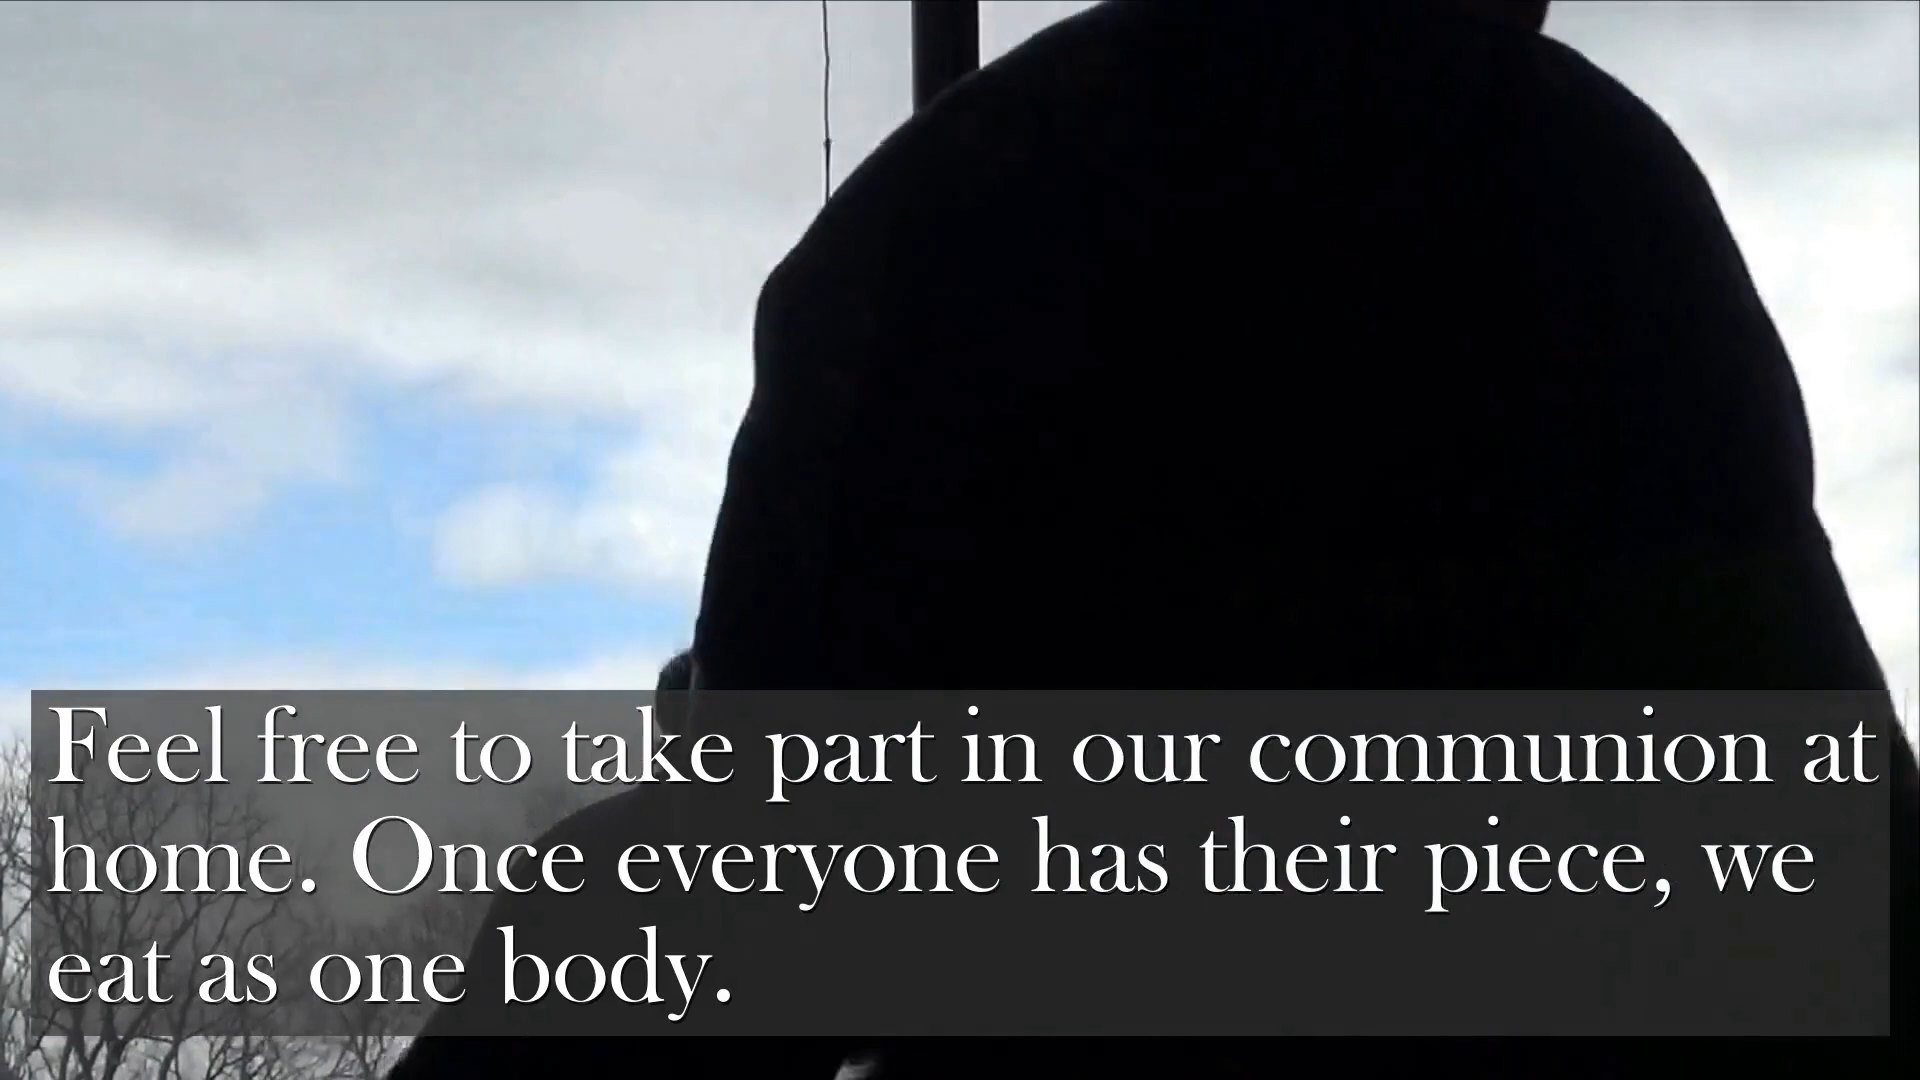 Feel free to take part in our communion at
home. Once everyone has their piece, we
eat as one body.